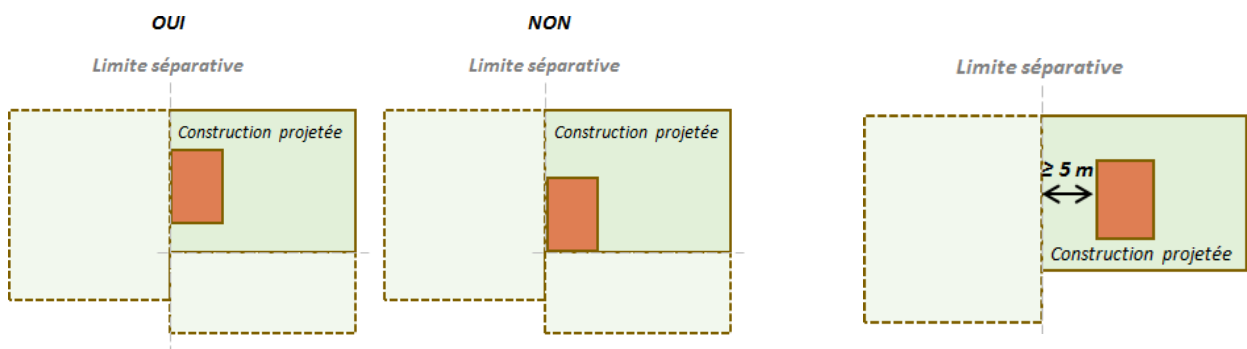 OUI
NON
Limite séparative
Limite séparative
Limite séparative
Construction projetée
Construction projetée
≥ 5 m
Construction projetée